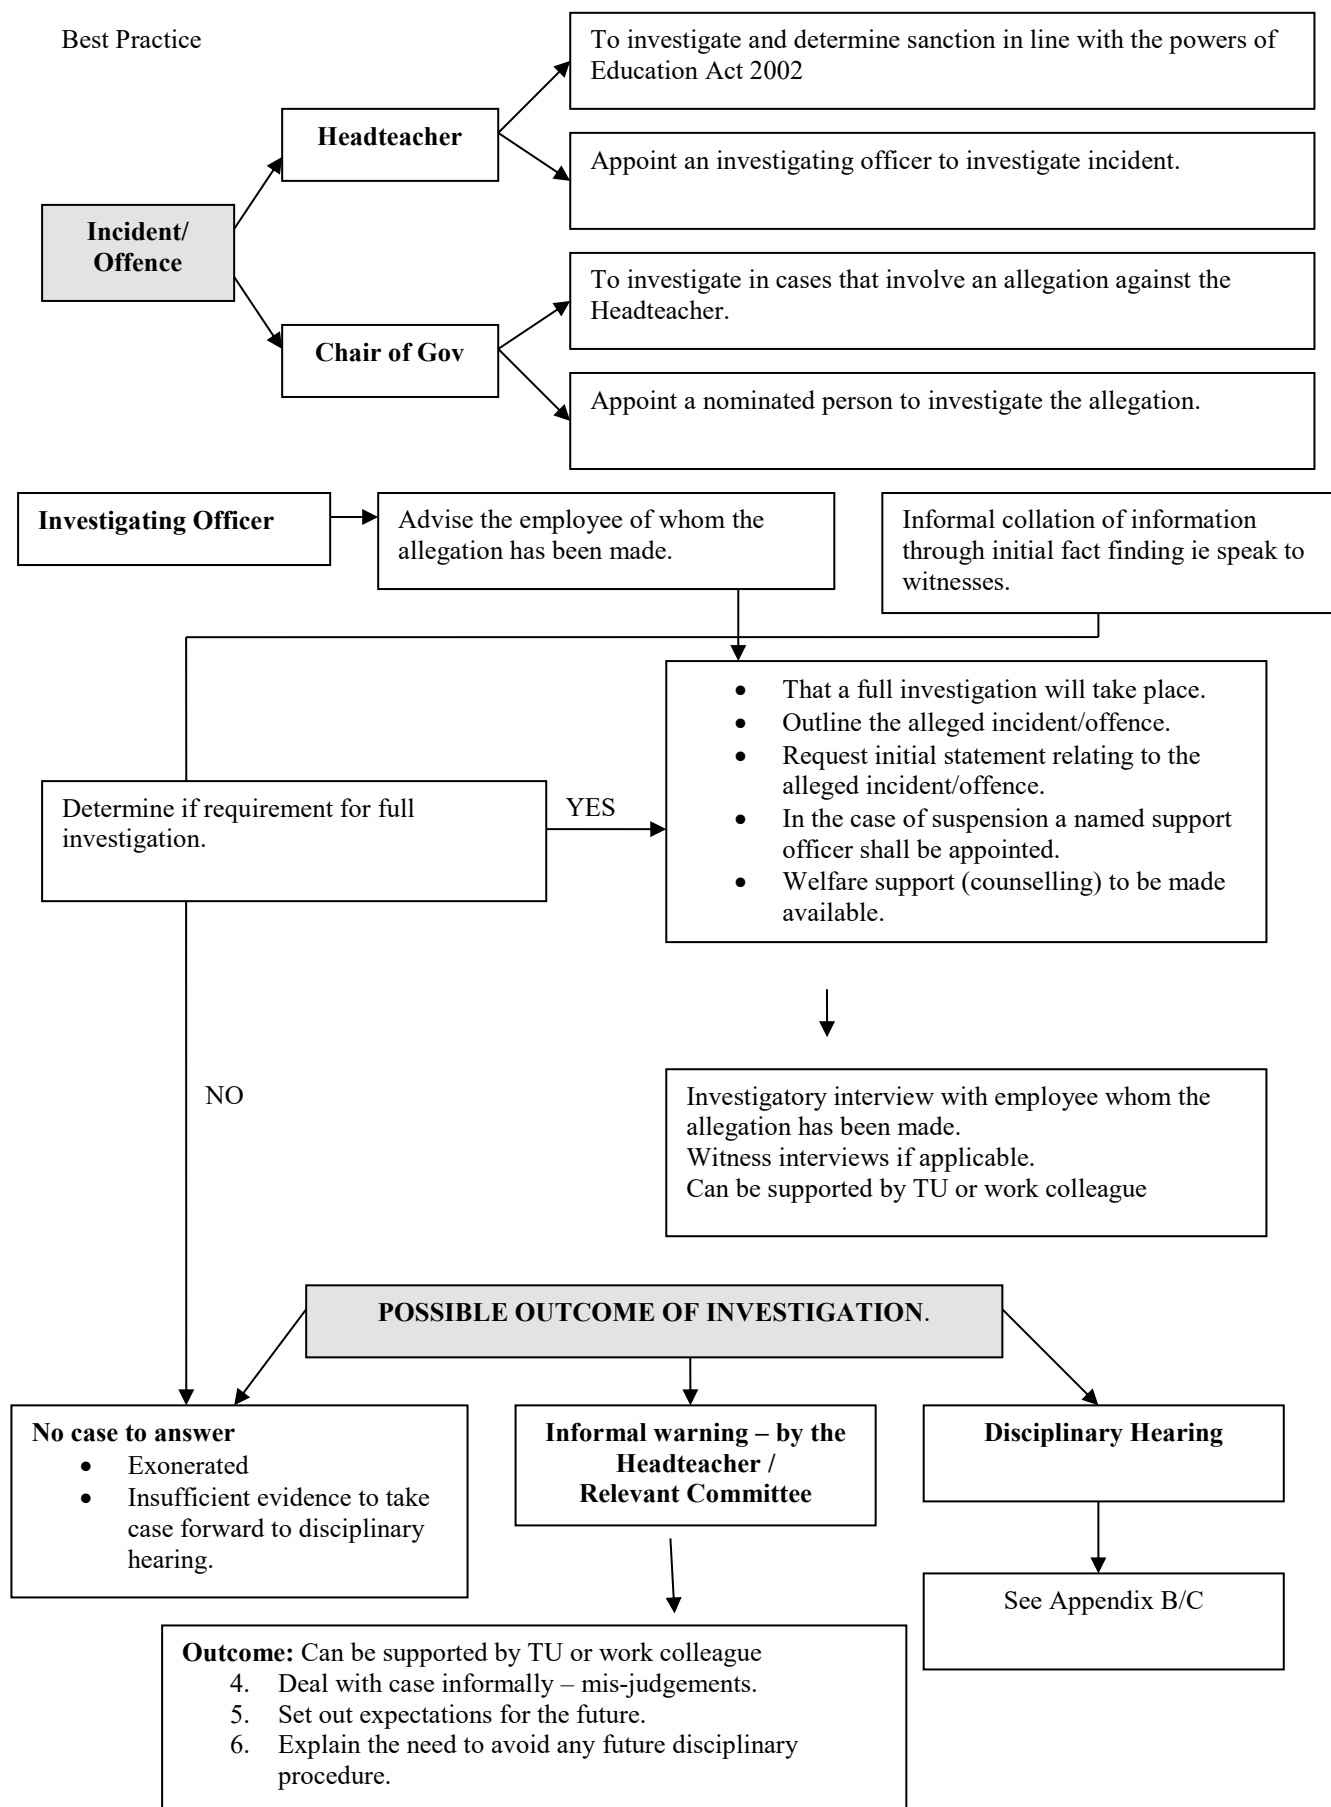 Best Practice
To investigate and determine sanction in line with the powers of
Education Act 2002
Headteacher
Appoint an investigating officer to investigate incident.
Incident/
Offence
To investigate in cases that involve an allegation against the
Headteacher.
Chair of Gov
Appoint a nominated person to investigate the allegation.
Investigating Officer
Advise the employee of whom the
allegation has been made.
Informal collation of information
through initial fact finding ie speak to
witnesses.
• That a full investigation will take place.
• Outline the alleged incident/offence.
• Request initial statement relating to the
alleged incident/offence.
• In the case of suspension a named support
officer shall be appointed.
• Welfare support (counselling) to be made
available.
Determine if requirement for full
investigation.
YES
NO
Investigatory interview with employee whom the
allegation has been made.
Witness interviews if applicable.
Can be supported by TU or work colleague
POSSIBLE OUTCOME OF INVESTIGATION.
No case to answer
• Exonerated
• Insufficient evidence to take
case forward to disciplinary
hearing.
Informal warning – by the
Headteacher /
Relevant Committee
Disciplinary Hearing
See Appendix B/C
Outcome: Can be supported by TU or work colleague
4. Deal with case informally – mis-judgements.
5. Set out expectations for the future.
6. Explain the need to avoid any future disciplinary
procedure.